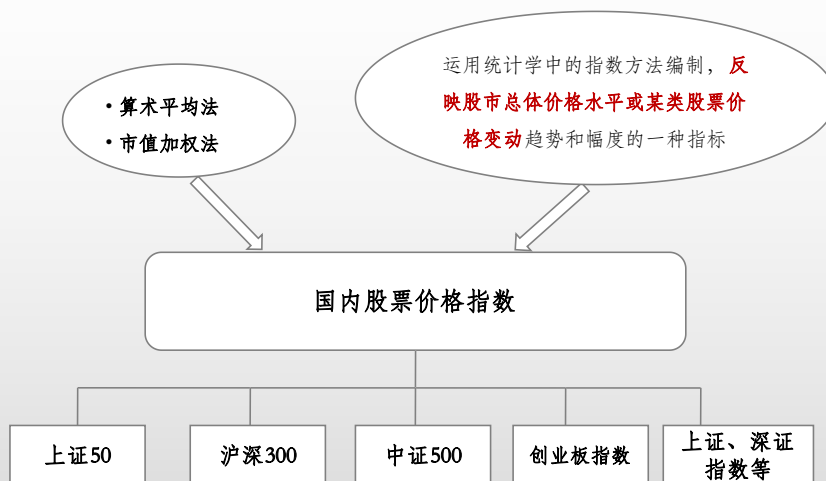 • 算术平均法
• 市值加权法
运用统计学中的指数方法编制，反
映股市总体价格水平或某类股票价
格变动趋势和幅度的一种指标
国内股票价格指数
上证50
沪深300
中证500
创业板指数
上证、深证
指数等